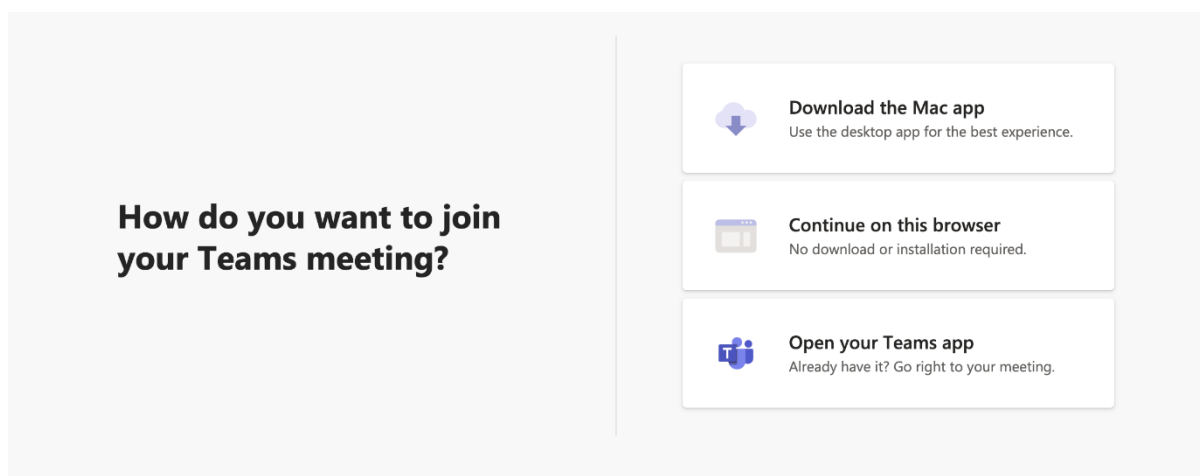 How do you want to join
your Teams meeting?
Download the Mac app
Use the desktop app for the best experience.
Continue on this browser
No download or installation required.
T
Open your Teams app
Already have it? Go right to your meeting.